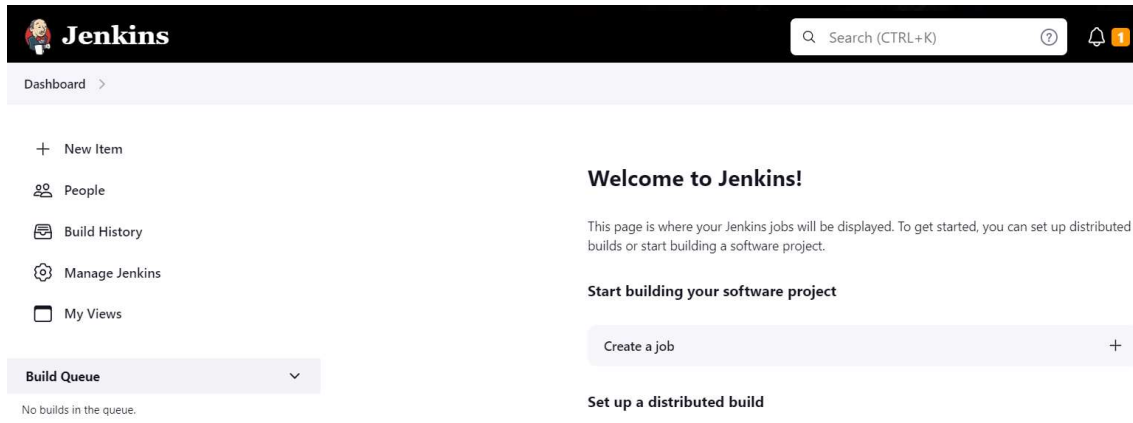 Jenkins
Search (CTRL+K)
?
1
Dashboard >
+ New Item
People
Build History
Manage Jenkins
My Views
Build Queue
No builds in the queue.
Welcome to Jenkins!
This page is where your Jenkins jobs will be displayed. To get started, you can set up distributed
builds or start building a software project.
Start building your software project
Create a job +
Set up a distributed build